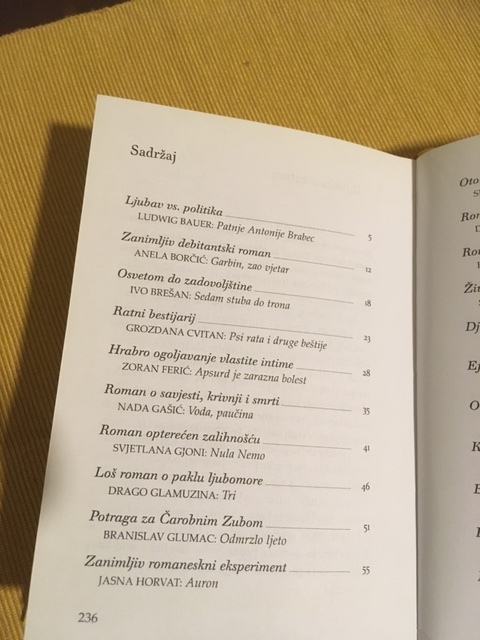 Sadržaj
Ljubav vs. politika 5
LUDWIG BAUER: Patnje Antonije Brabec
Zanimljiv debitantski roman 12
ANELA BORČIĆ: Garbin, zao vjetar
Osvetom do zadovoljštine 18
IVO BREŠAN: Sedam stuba do trona
Ratni bestijarij 23
GROZDANA CVITAN: Psi rata i druge beštije
Hrabro ogoljavanje vlastite intime 28
ZORAN FERIĆ: Apsurd je zarazna bolest
Roman o savjesti, krivnji i smrti 35
NADA GAŠIĆ: Voda, paučina
Roman opterećen zalihnošću 41
SVJETLANA GJONI: Nula Nemo
Loš roman o paklu ljubomore 46
DRAGO GLAMUZINA: Tri
Potraga za Čarobnim Zubom 51
BRANISLAV GLUMAC: Odmrzlo ljeto
Zanimljiv romaneskni eksperiment 55
JASNA HORVAT: Auron
236